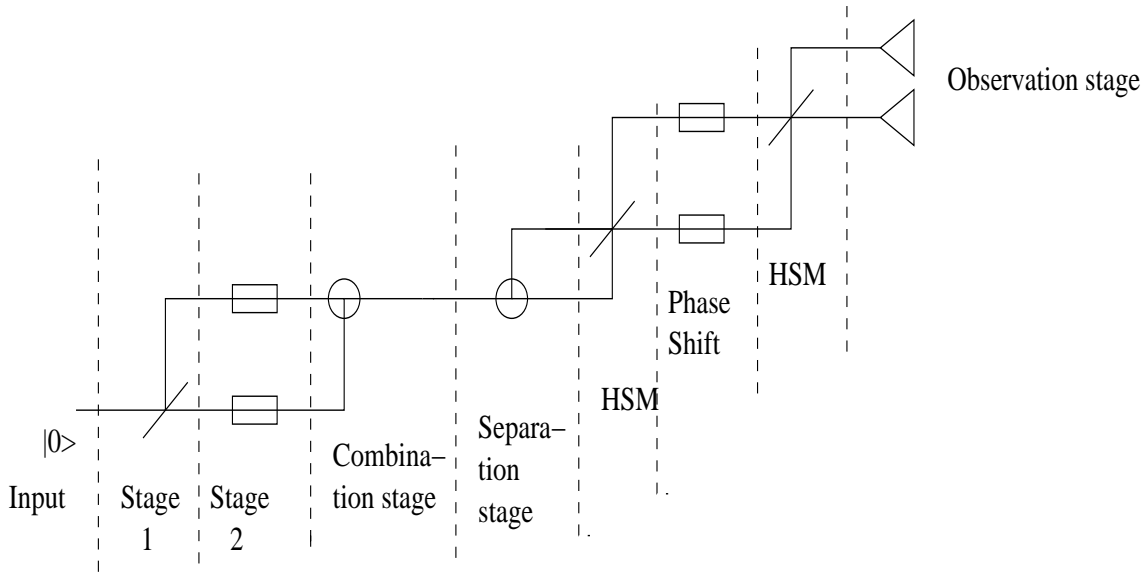 Observation stage
HSM
Phase
Shift
HSM
|0>
Input
Stage
1
Stage
2
Combina–
tion stage
Separa–
tion
stage